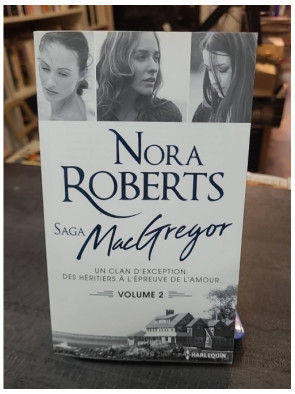 NORA
ROBERTS
SAGA MacGregor
UN CLAN D'EXCEPTION,
DES HÉRITIERS À L'ÉPREUVE DE L'AMOUR
VOLUME 2
HARLEQUIN